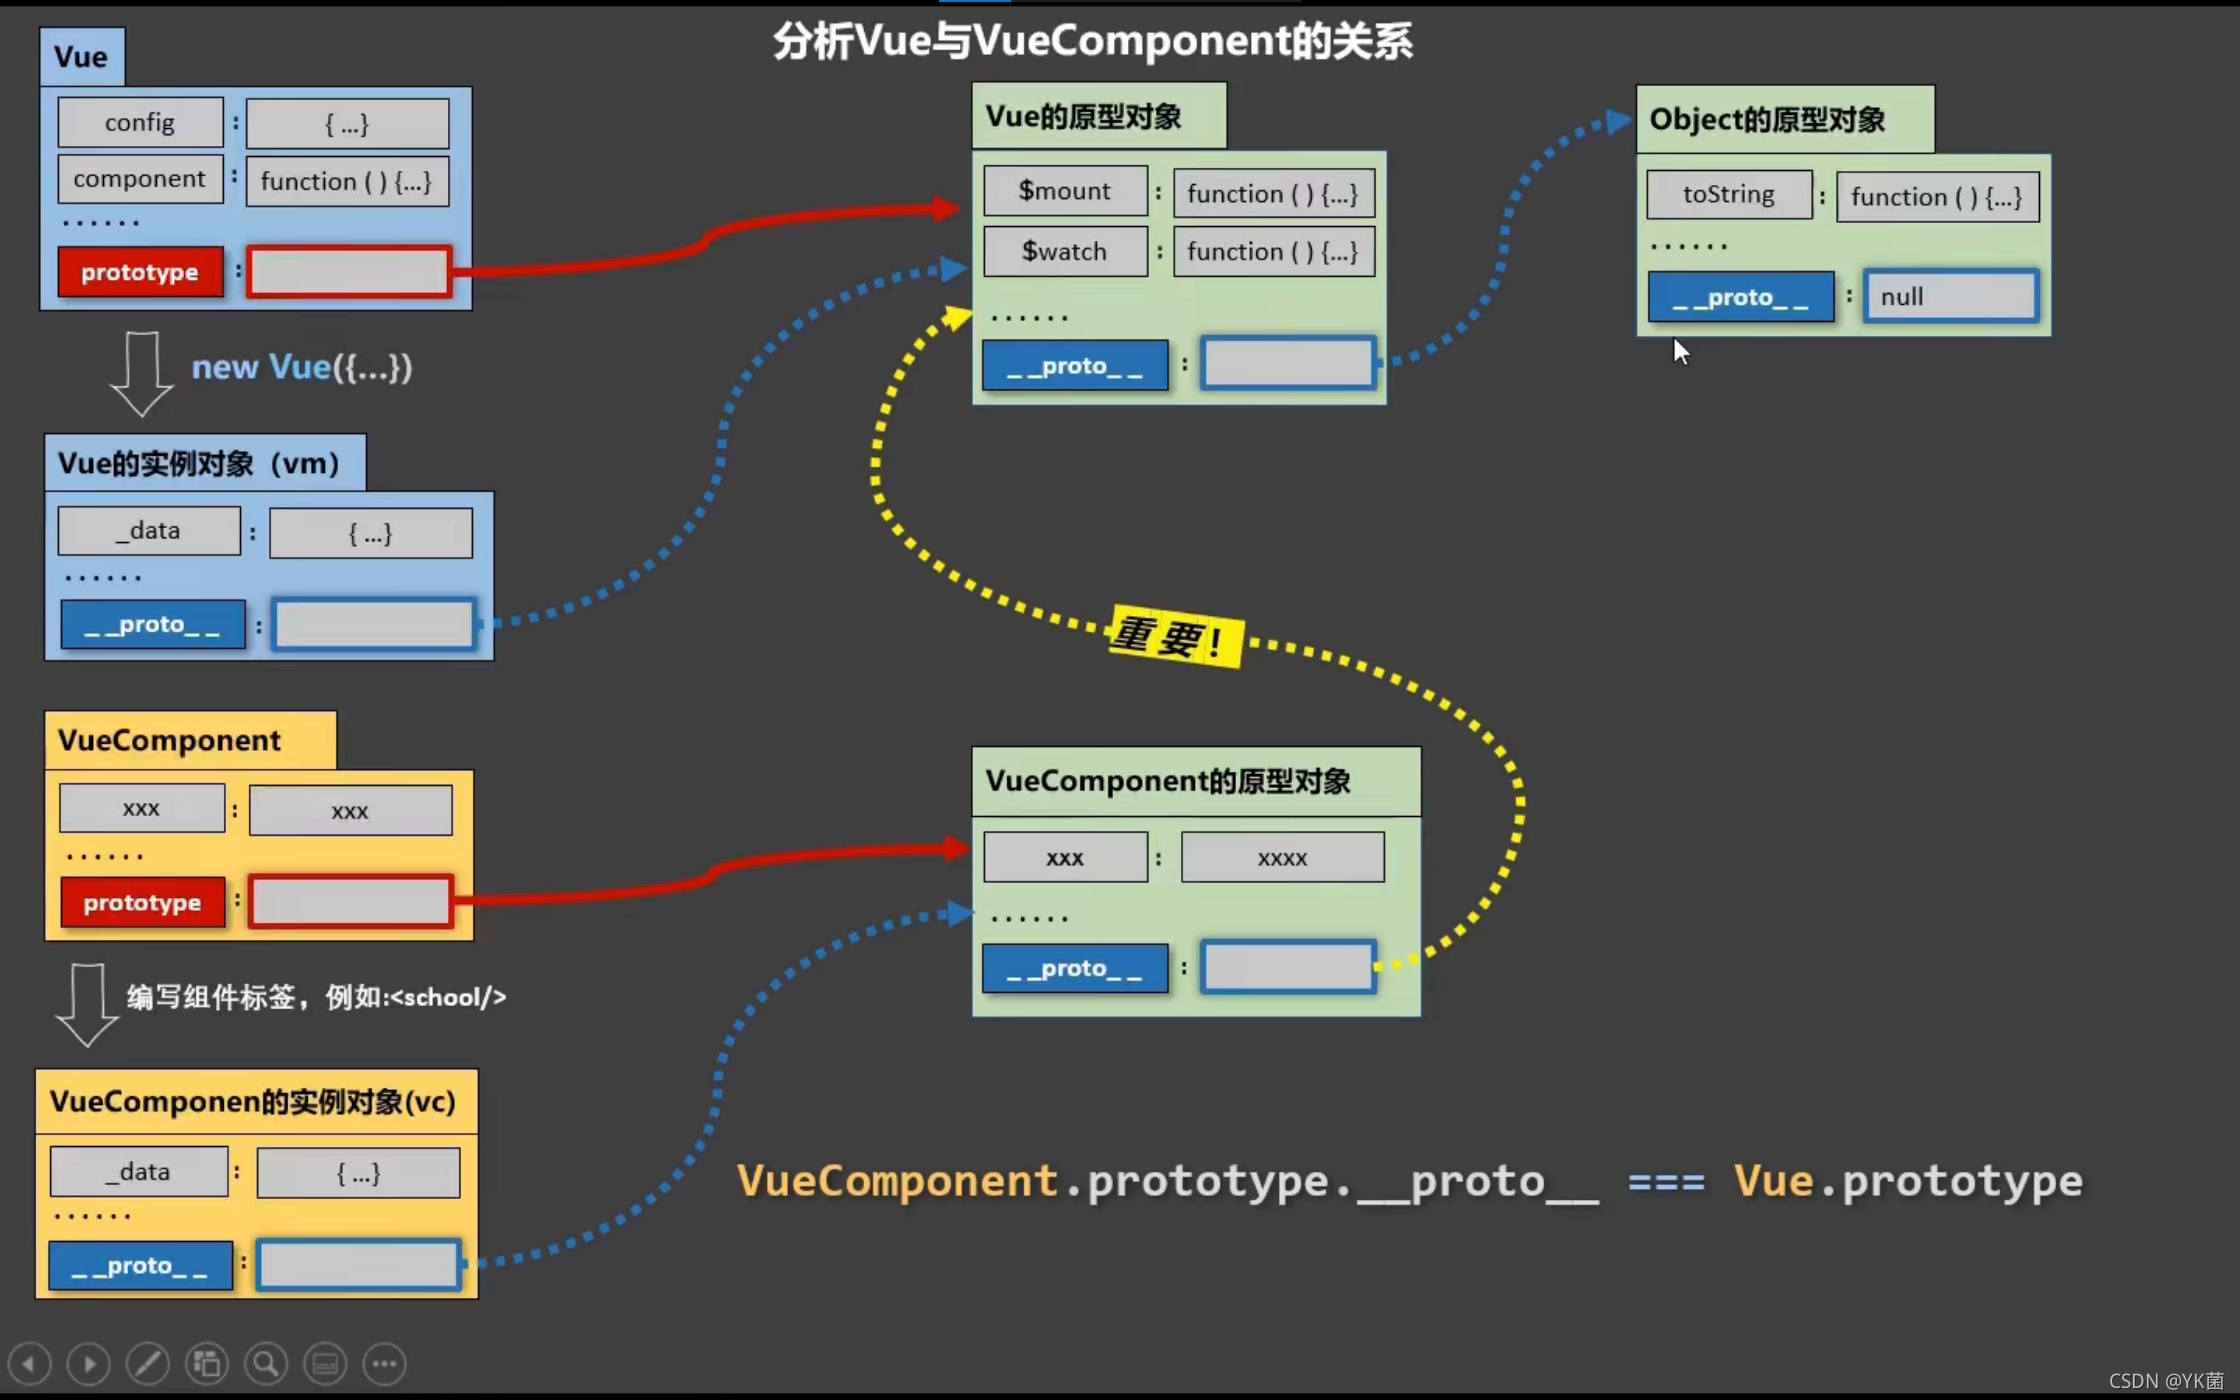 分析Vue与VueComponent的关系
Vue
config : { ...}
component : function ( ) {...}
······
prototype :
new Vue({...})
Vue的实例对象（vm）
_data : { ...}
······
_ _proto_ _ :
VueComponent
xxx : xxx
······
prototype :
编写组件标签，例如:<school/>
VueComponen的实例对象(vc)
_data : { ...}
······
_ _proto_ _ :
Vue的原型对象
$mount : function ( ) {...}
$watch : function ( ) {...}
······
_ _proto_ _ :
Object的原型对象
toString : function ( ) {...}
······
_ _proto_ _ : null
重要!
VueComponent的原型对象
xxx : xxxx
······
_ _proto_ _ :
VueComponent.prototype.__proto__ === Vue.prototype
CSDN @YK菌